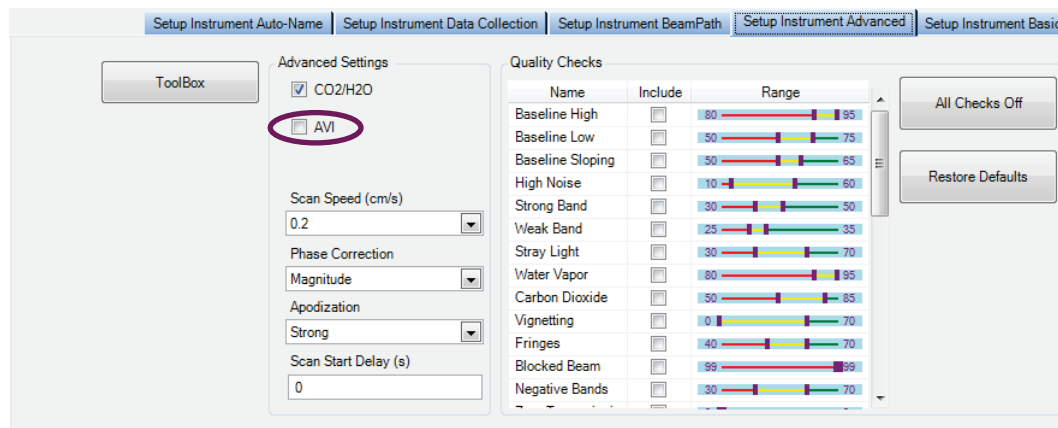 Setup Instrument Auto-Name Setup Instrument Data Collection Setup Instrument BeamPath Setup Instrument Advanced Setup Instrument Basic
ToolBox
Advanced Settings
CO2/H2O
AVI
Scan Speed (cm/s)
0.2
Phase Correction
Magnitude
Apodization
Strong
Scan Start Delay (s)
0
Quality Checks
Name Include Range
Baseline High 80 95
Baseline Low 50 75
Baseline Sloping 50 65
High Noise 10 60
Strong Band 30 50
Weak Band 25 35
Stray Light 30 70
Water Vapor 80 95
Carbon Dioxide 50 85
Vignetting 0 70
Fringes 40 70
Blocked Beam 99 99
Negative Bands 30 70
All Checks Off
Restore Defaults